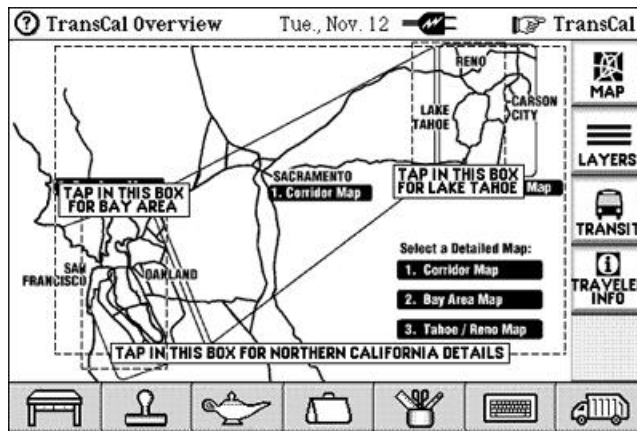 ? TransCal Overview Tue., Nov. 12 TransCal
RENO
CARSON
CITY
LAKE
TAHOE
MAP
LAYERS
SACRAMENTO
1. Corridor Map
TAP IN THIS BOX
FOR LAKE TAHOE
Map
TAP IN THIS BOX
FOR BAY AREA
TRANSIT
SAN
FRANCISCO
OAKLAND
Select a Detailed Map:
1. Corridor Map
2. Bay Area Map
3. Tahoe / Reno Map
i
TRAVELE
INFO
TAP IN THIS BOX FOR NORTHERN CALIFORNIA DETAILS